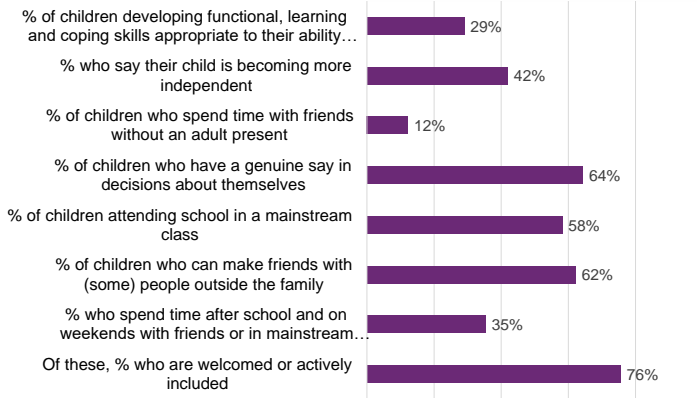 % of children developing functional, learning
and coping skills appropriate to their ability…
29%
% who say their child is becoming more
independent
42%
% of children who spend time with friends
without an adult present
12%
% of children who have a genuine say in
decisions about themselves
64%
% of children attending school in a mainstream
class
58%
% of children who can make friends with
(some) people outside the family
62%
% who spend time after school and on
weekends with friends or in mainstream…
35%
Of these, % who are welcomed or actively
included
76%